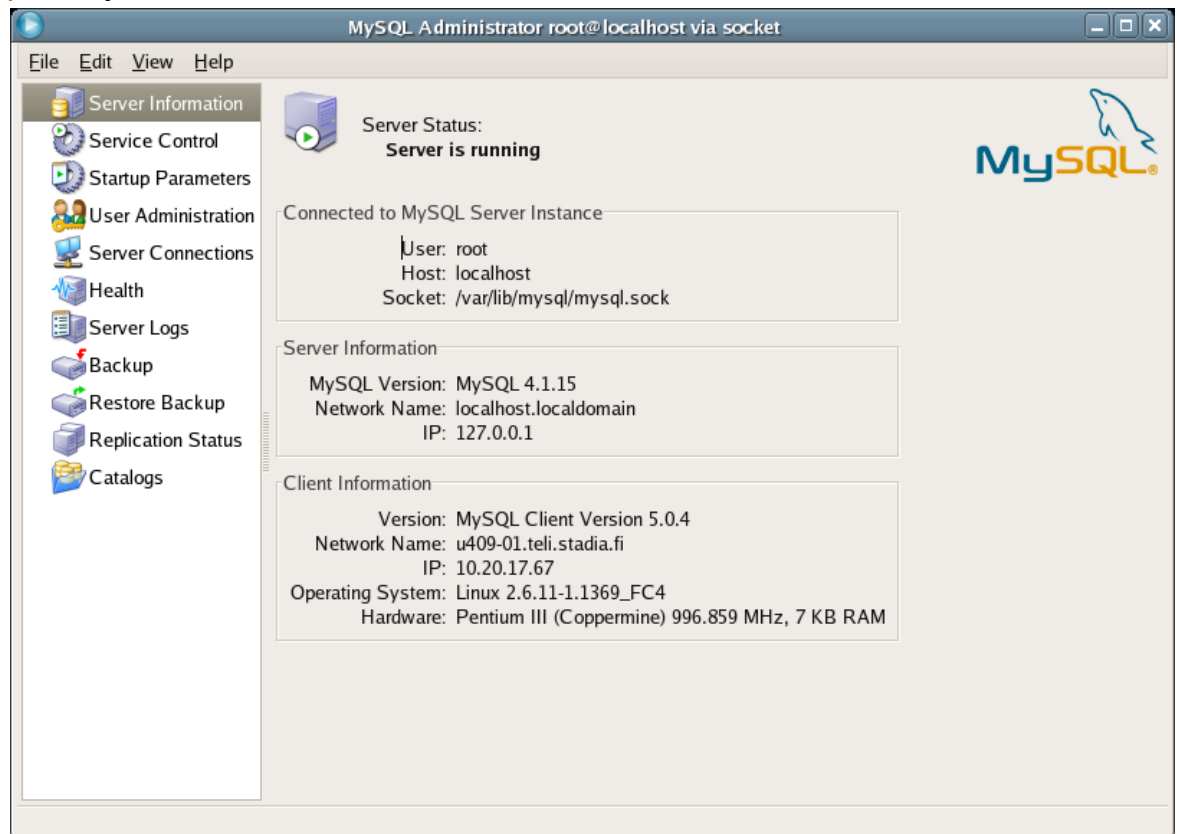 MySQL Administrator root@localhost via socket
File Edit View Help
Server Information
Service Control
Startup Parameters
User Administration
Server Connections
Health
Server Logs
Backup
Restore Backup
Replication Status
Catalogs
Server Status:
Server is running
MySQL®
Connected to MySQL Server Instance
User: root
Host: localhost
Socket: /var/lib/mysql/mysql.sock
Server Information
MySQL Version: MySQL 4.1.15
Network Name: localhost.localdomain
IP: 127.0.0.1
Client Information
Version: MySQL Client Version 5.0.4
Network Name: u409-01.teli.stadia.fi
IP: 10.20.17.67
Operating System: Linux 2.6.11-1.1369_FC4
Hardware: Pentium III (Coppermine) 996.859 MHz, 7 KB RAM